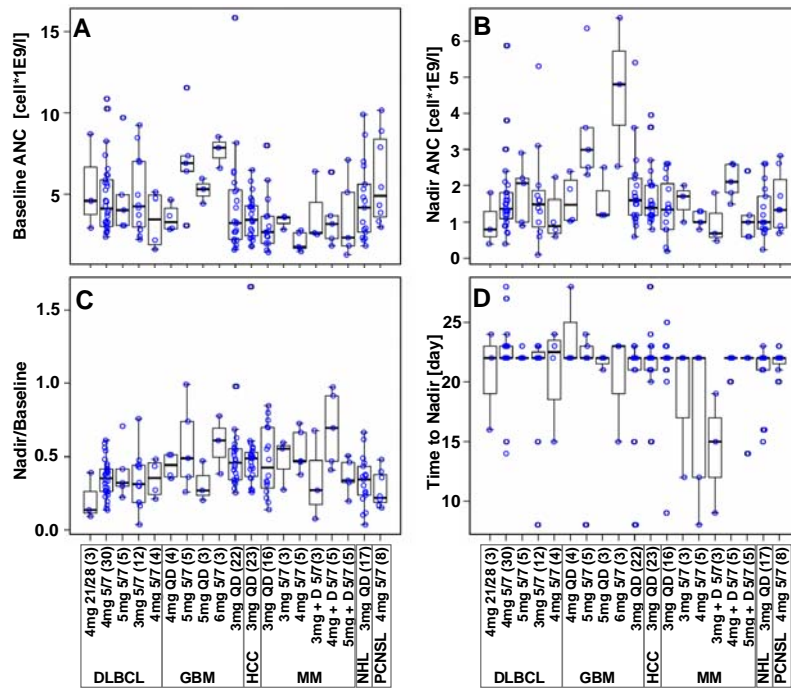 A
Baseline ANC [cell*1E9/l]
15
10
5
B
Nadir ANC [cell*1E9/l]
6
5
4
3
2
1
0
C
Nadir/Baseline
1.5
1.0
0.5
0.0
D
Time to Nadir [day]
25
20
15
10
4mg 21/28 (3)
4mg 5/7 (30)
5mg 5/7 (5)
3mg 5/7 (12)
4mg 5/7 (4)
4mg QD (4)
5mg 5/7 (5)
5mg QD (3)
6mg 5/7 (3)
3mg QD (22)
3mg QD (23)
3mg QD (16)
3mg 5/7 (3)
4mg 5/7 (5)
3mg + D 5/7(3)
4mg + D 5/7 (5)
5mg + D 5/7 (5)
3mg QD (17)
4mg 5/7 (8)
DLBCL
GBM
HCC
MM
NHL
PCNSL
4mg 21/28 (3)
4mg 5/7 (30)
5mg 5/7 (5)
3mg 5/7 (12)
4mg 5/7 (4)
4mg QD (4)
5mg 5/7 (5)
5mg QD (3)
6mg 5/7 (3)
3mg QD (22)
3mg QD (23)
3mg QD (16)
3mg 5/7 (3)
4mg 5/7 (5)
3mg + D 5/7(3)
4mg + D 5/7 (5)
5mg + D 5/7 (5)
3mg QD (17)
4mg 5/7 (8)
DLBCL
GBM
HCC
MM
NHL
PCNSL